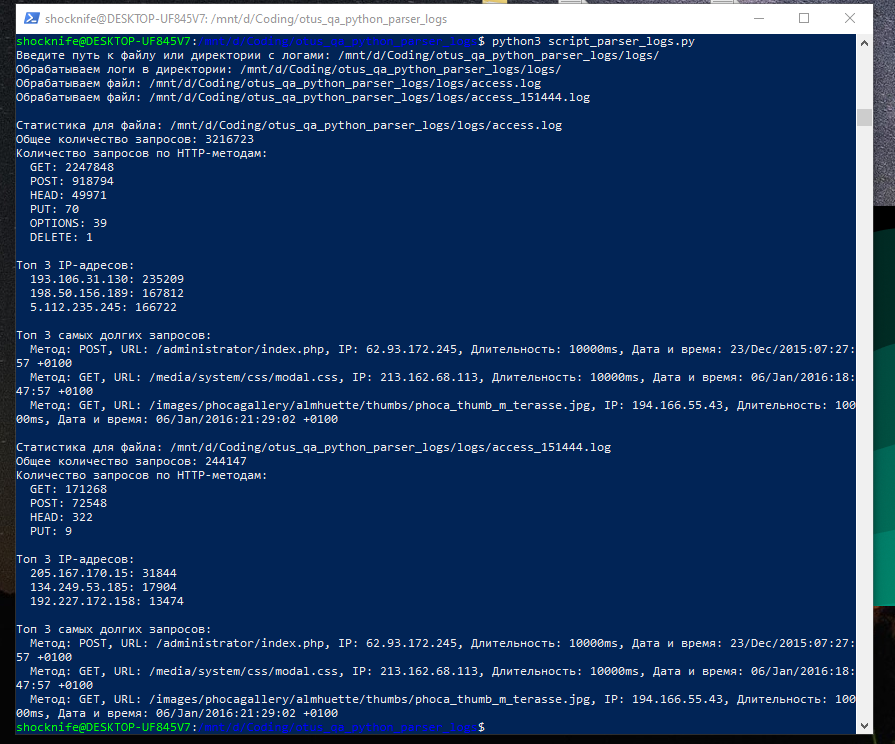 shocknife@DESKTOP-UF845V7: /mnt/d/Coding/otus_qa_python_parser_logs
shocknife@DESKTOP-UF845V7:/mnt/d/Coding/otus_qa_python_parser_logs$ python3 script_parser_logs.py
Введите путь к файлу или директории с логами: /mnt/d/Coding/otus_qa_python_parser_logs/logs/
Обрабатываем логи в директории: /mnt/d/Coding/otus_qa_python_parser_logs/logs/
Обрабатываем файл: /mnt/d/Coding/otus_qa_python_parser_logs/logs/access.log
Обрабатываем файл: /mnt/d/Coding/otus_qa_python_parser_logs/logs/access_151444.log
Статистика для файла: /mnt/d/Coding/otus_qa_python_parser_logs/logs/access.log
Общее количество запросов: 3216723
Количество запросов по HTTP-методам:
GET: 2247848
POST: 918794
HEAD: 49971
PUT: 70
OPTIONS: 39
DELETE: 1
Топ 3 IP-адресов:
193.106.31.130: 235209
198.50.156.189: 167812
5.112.235.245: 166722
Топ 3 самых долгих запросов:
Метод: POST, URL: /administrator/index.php, IP: 62.93.172.245, Длительность: 10000ms, Дата и время: 23/Dec/2015:07:27:
57 +0100
Метод: GET, URL: /media/system/css/modal.css, IP: 213.162.68.113, Длительность: 10000ms, Дата и время: 06/Jan/2016:18:
47:57 +0100
Метод: GET, URL: /images/phocagallery/almhuette/thumbs/phoca_thumb_m_terasse.jpg, IP: 194.166.55.43, Длительность: 100
00ms, Дата и время: 06/Jan/2016:21:29:02 +0100
Статистика для файла: /mnt/d/Coding/otus_qa_python_parser_logs/logs/access_151444.log
Общее количество запросов: 244147
Количество запросов по HTTP-методам:
GET: 171268
POST: 72548
HEAD: 322
PUT: 9
Топ 3 IP-адресов:
205.167.170.15: 31844
134.249.53.185: 17904
192.227.172.158: 13474
Топ 3 самых долгих запросов:
Метод: POST, URL: /administrator/index.php, IP: 62.93.172.245, Длительность: 10000ms, Дата и время: 23/Dec/2015:07:27:
57 +0100
Метод: GET, URL: /media/system/css/modal.css, IP: 213.162.68.113, Длительность: 10000ms, Дата и время: 06/Jan/2016:18:
47:57 +0100
Метод: GET, URL: /images/phocagallery/almhuette/thumbs/phoca_thumb_m_terasse.jpg, IP: 194.166.55.43, Длительность: 100
00ms, Дата и время: 06/Jan/2016:21:29:02 +0100
shocknife@DESKTOP-UF845V7:/mnt/d/Coding/otus_qa_python_parser_logs$